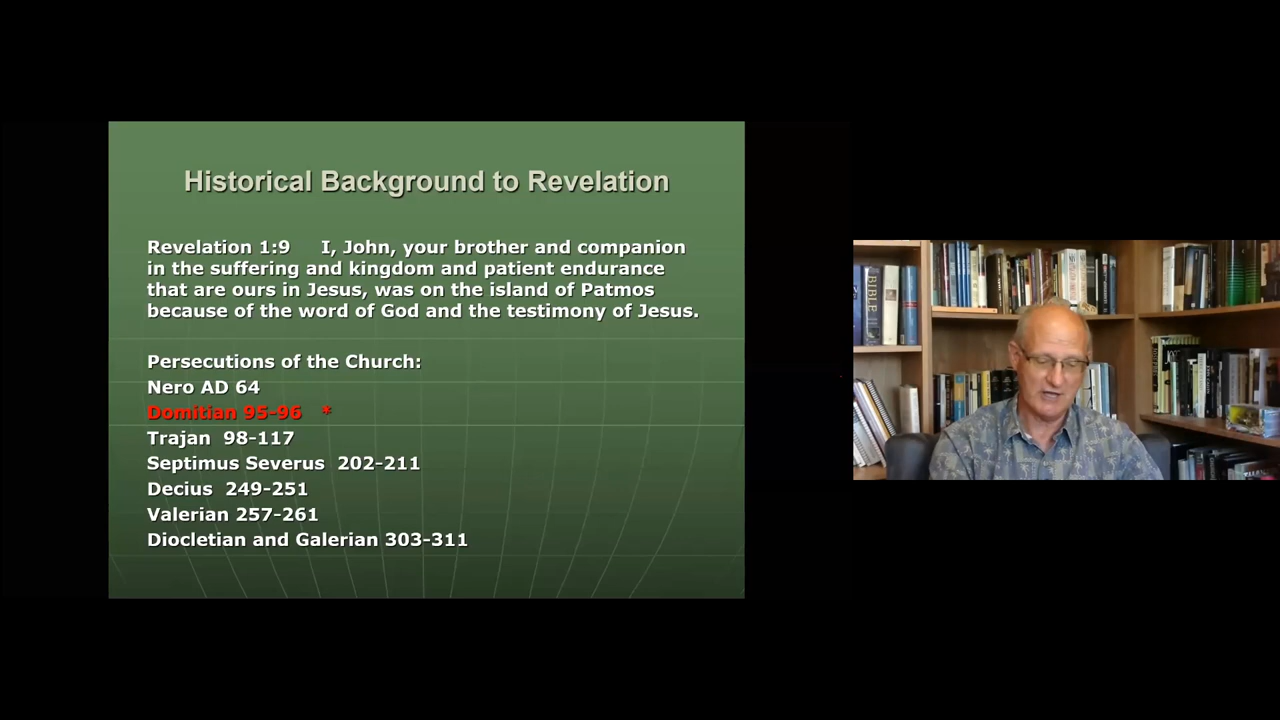 Historical Background to Revelation
Revelation 1:9 I, John, your brother and companion
in the suffering and kingdom and patient endurance
that are ours in Jesus, was on the island of Patmos
because of the word of God and the testimony of Jesus.
Persecutions of the Church:
Nero AD 64
Domitian 95-96 *
Trajan 98-117
Septimus Severus 202-211
Decius 249-251
Valerian 257-261
Diocletian and Galerian 303-311
BIBLE